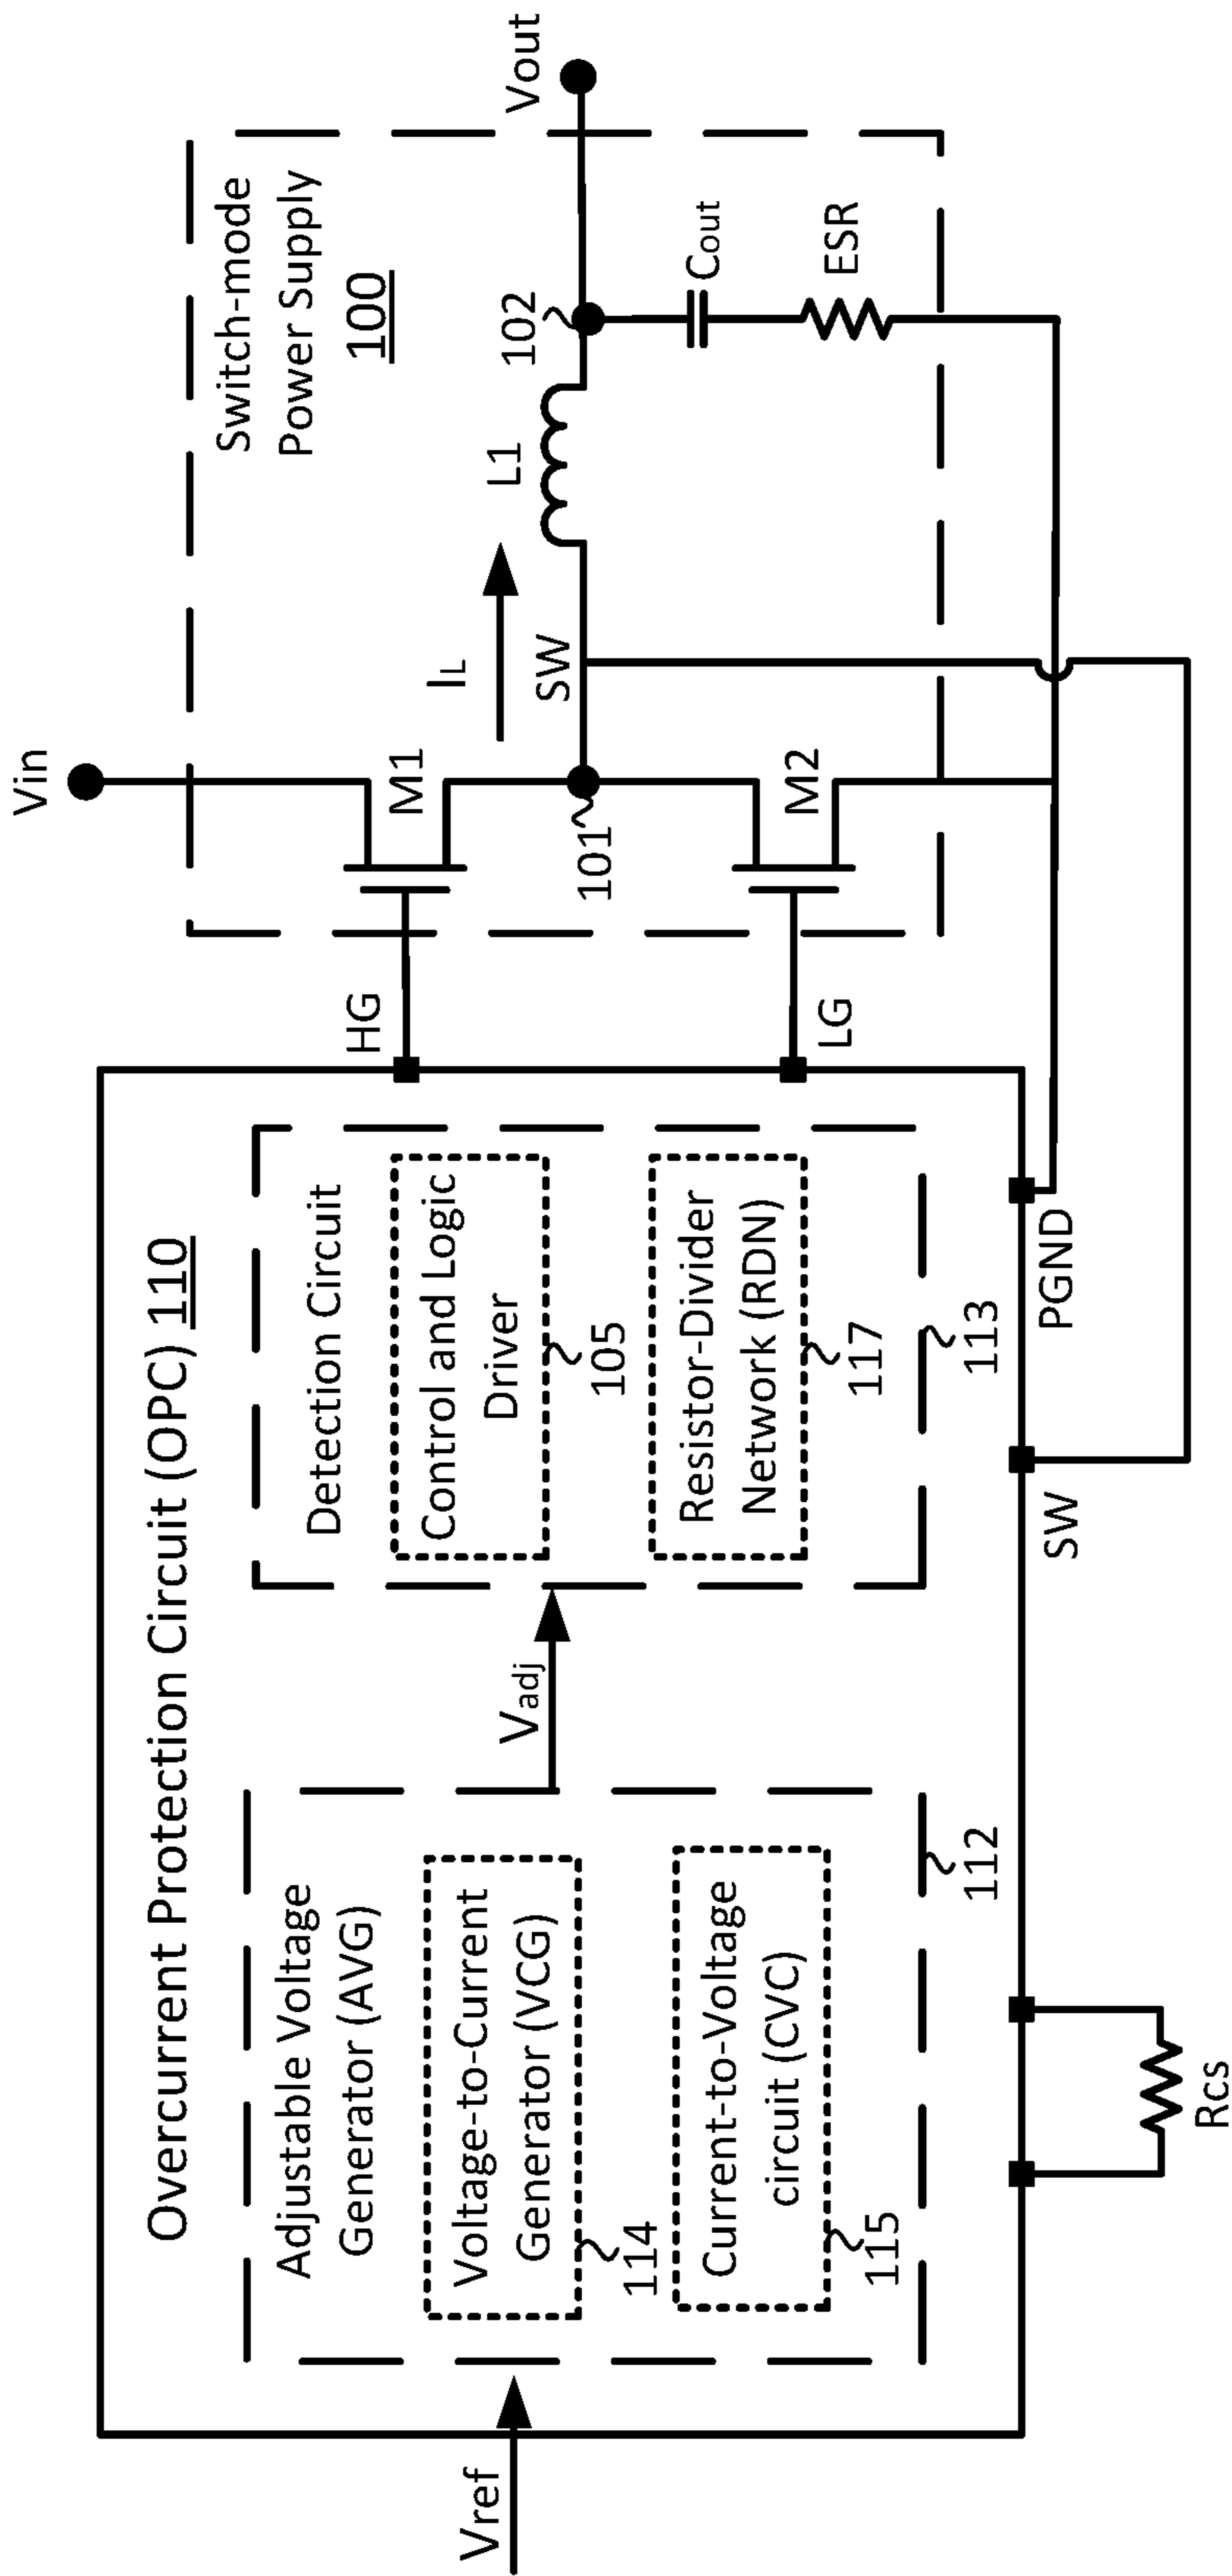 Overcurrent Protection Circuit (OPC) 110
Vref
Adjustable Voltage
Generator (AVG)
Voltage-to-Current
Generator (VCG)
114
Current-to-Voltage
circuit (CVC)
115
112
Vadj
Detection Circuit
Control and Logic
Driver
105
Resistor-Divider
Network (RDN)
117
113
Rcs
SW
PGND
HG
LG
Vin
M1
101
M2
IL
SW
L1
102
Switch-mode
Power Supply
100
Cout
ESR
Vout